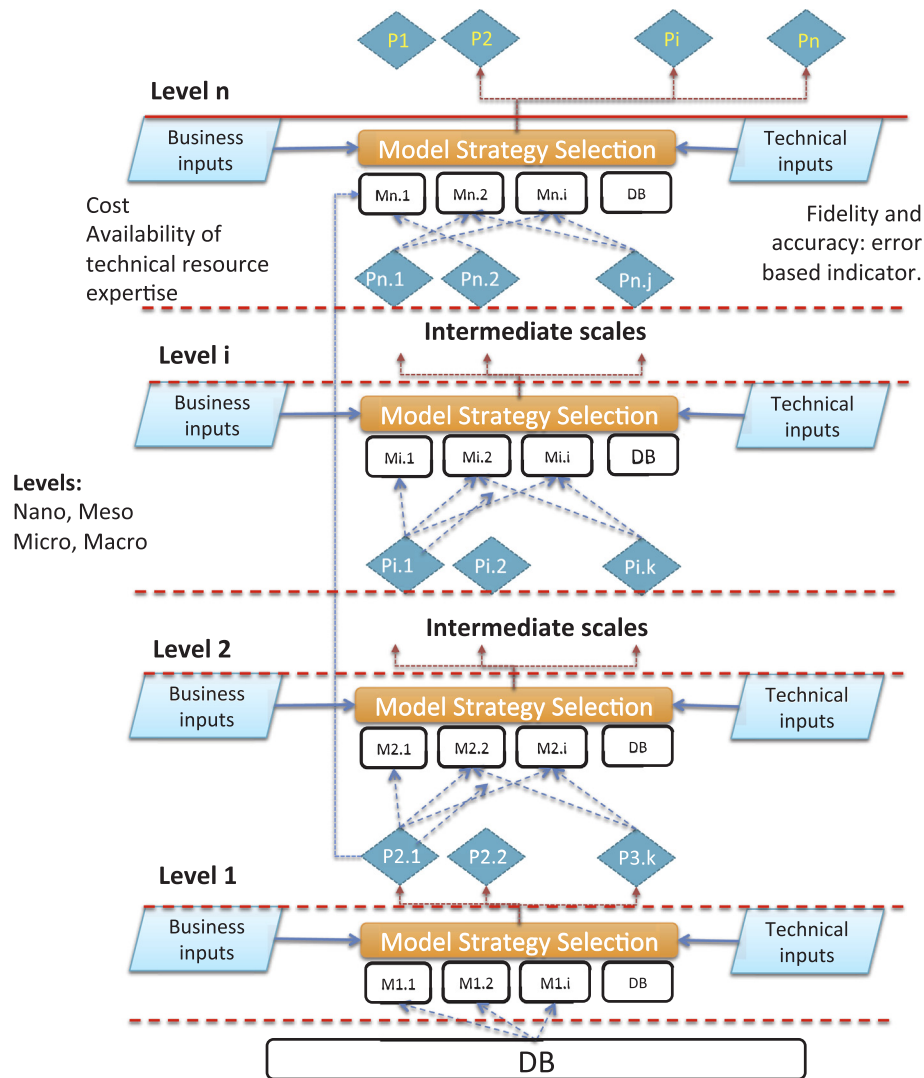 P1
P2
Pi
Pn
Level n
Business
inputs
Model Strategy Selection
Technical
inputs
Mn.1
Mn.2
Mn.i
DB
Cost
Availability of
technical resource
expertise
Fidelity and
accuracy: error
based indicator.
Pn.1
Pn.2
Pn.j
Intermediate scales
Level i
Business
inputs
Model Strategy Selection
Technical
inputs
Mi.1
Mi.2
Mi.i
DB
Levels:
Nano, Meso
Micro, Macro
Pi.1
Pi.2
Pi.k
Intermediate scales
Level 2
Business
inputs
Model Strategy Selection
Technical
inputs
M2.1
M2.2
M2.i
DB
P2.1
P2.2
P3.k
Level 1
Business
inputs
Model Strategy Selection
Technical
inputs
M1.1
M1.2
M1.i
DB
DB